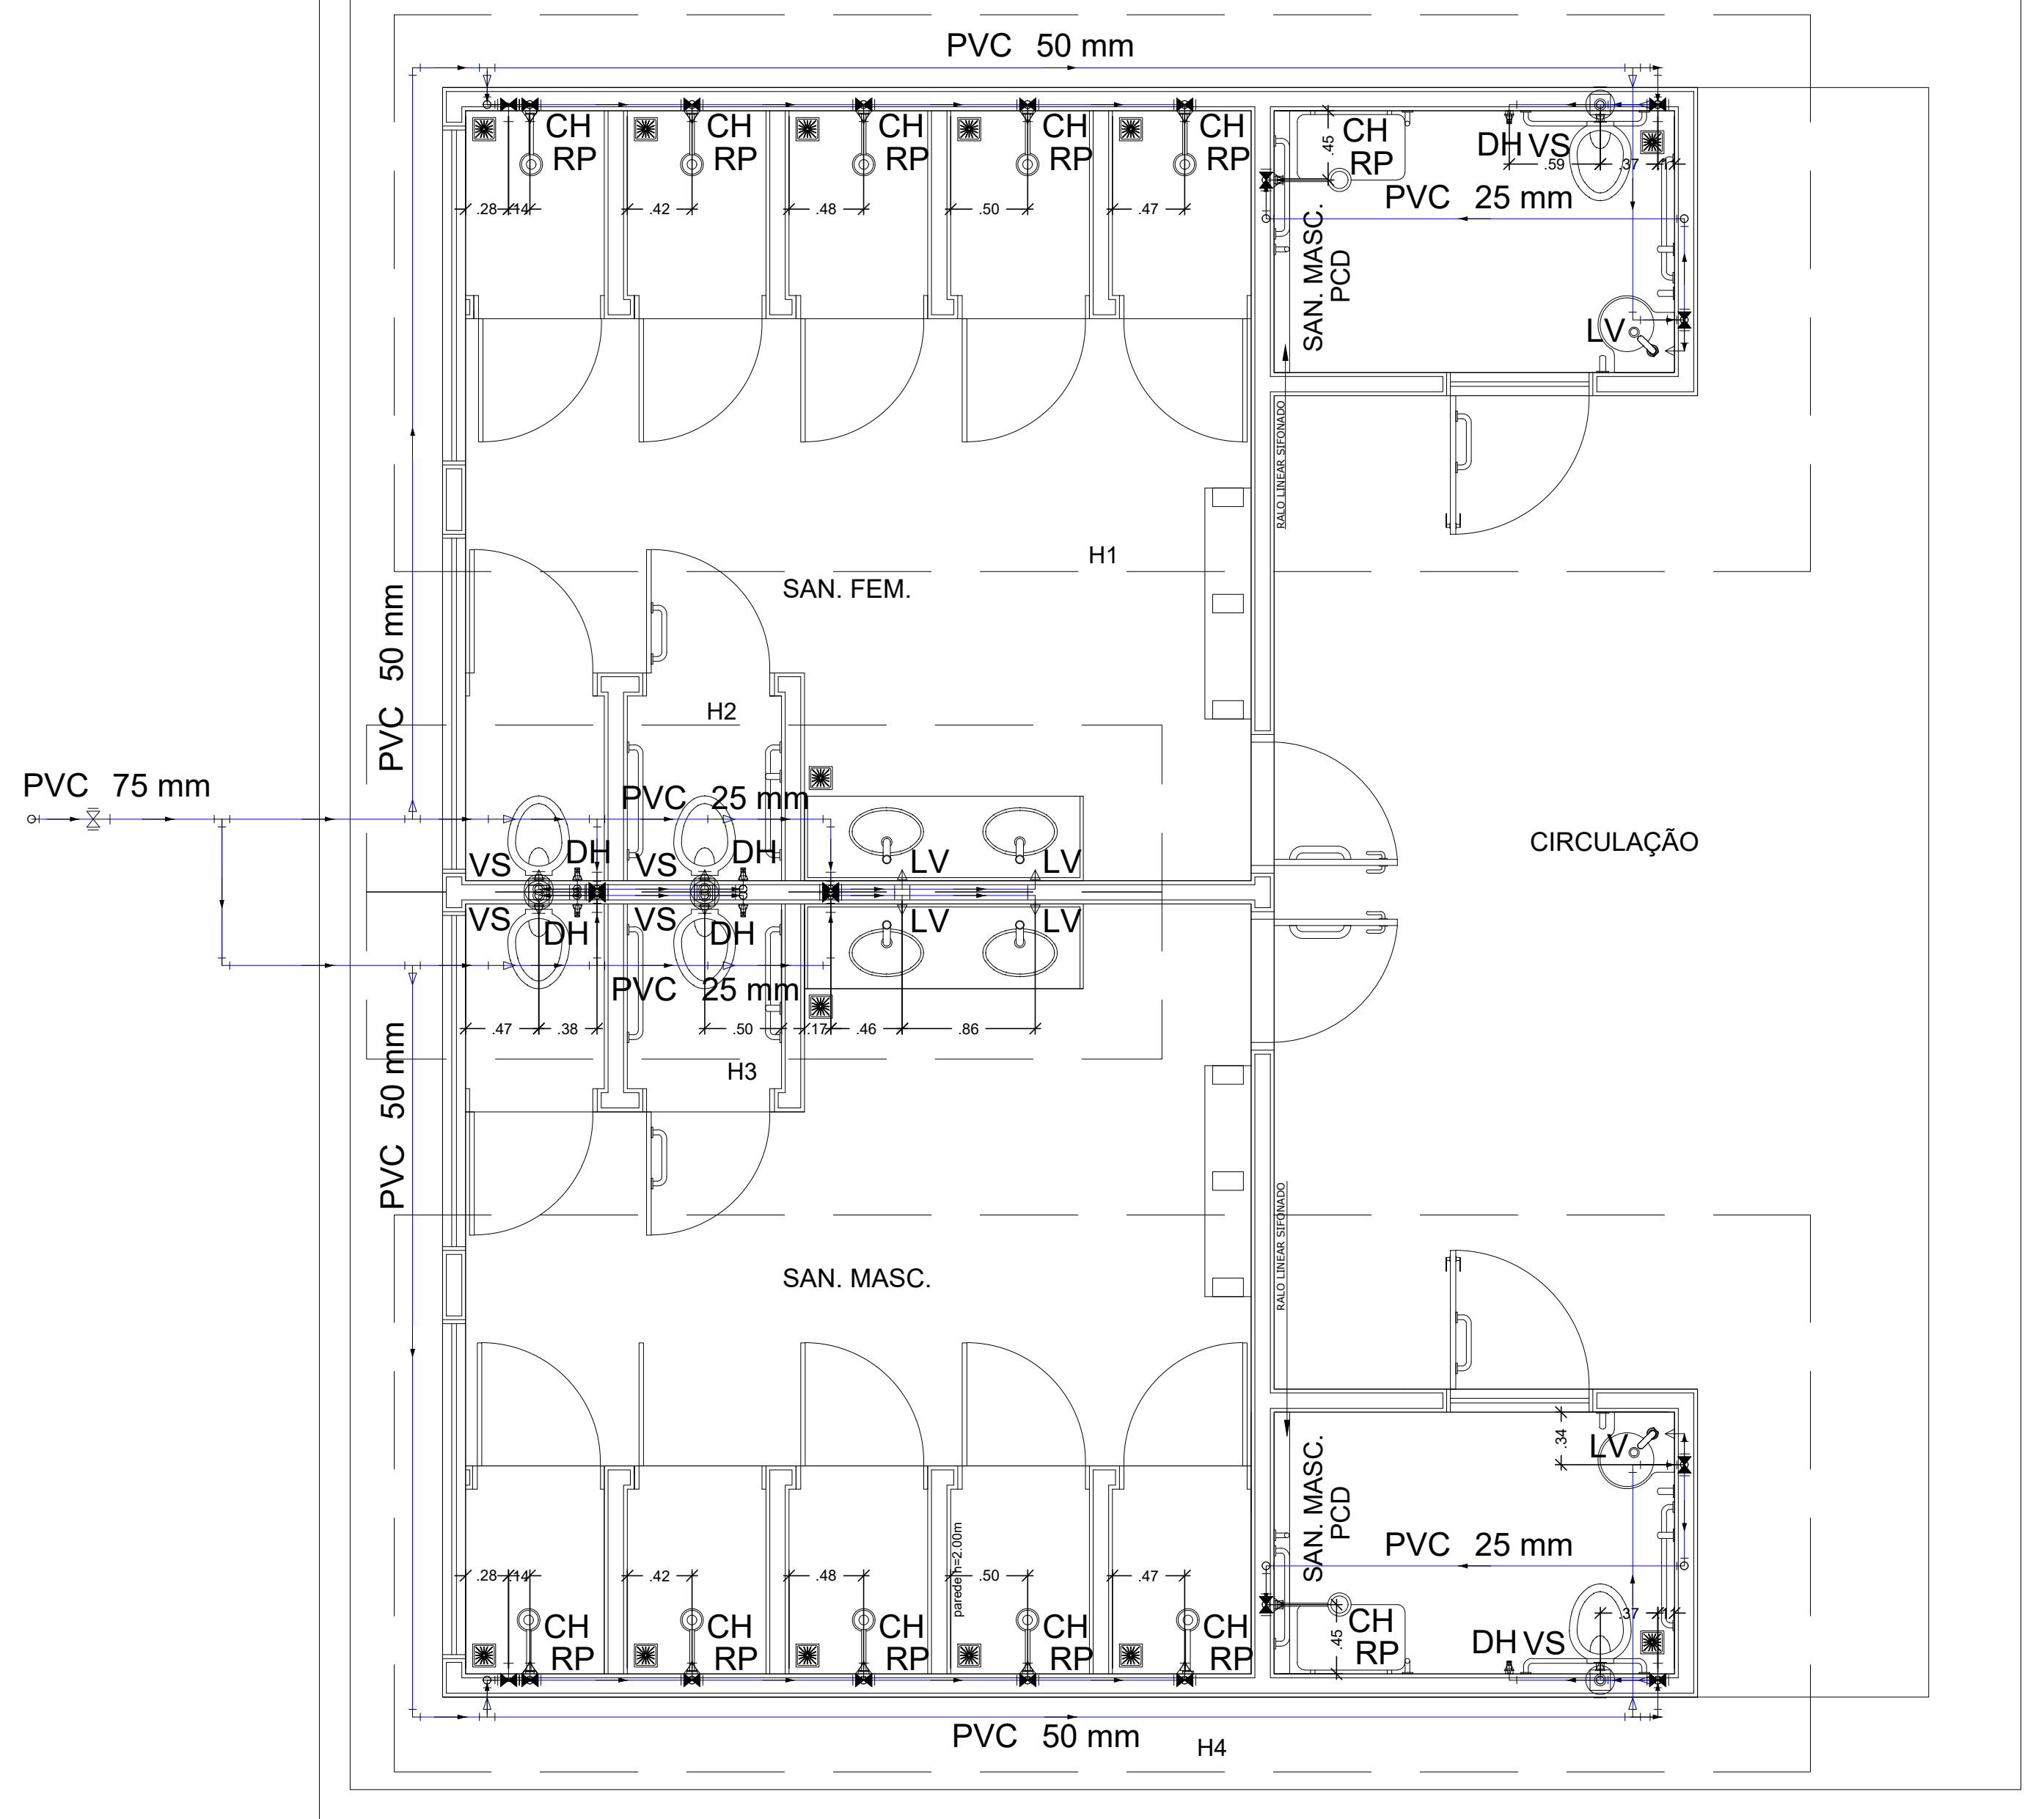 PVC 50 mm
CH
RP
CH
RP
CH
RP
CH
RP
CH
RP
CH
RP
.45
DH
VS
.59
.37
PVC 25 mm
.28
.14
.42
.48
.50
.47
SAN. MASC.
PCD
LV
RALO LINEAR SIFONADO
H1
SAN. FEM.
PVC 50 mm
H2
PVC 75 mm
PVC 25 mm
CIRCULAÇÃO
VS
DH
VS
DH
LV
LV
VS
DH
VS
DH
LV
LV
PVC 25 mm
.47
.38
.50
.17
.46
.86
H3
PVC 50 mm
RALO LINEAR SIFONADO
SAN. MASC.
.34
LV
SAN. MASC.
PCD
parede h=2.00m
PVC 25 mm
.28
.14
.42
.48
.50
.47
.37
CH
RP
CH
RP
CH
RP
CH
RP
CH
RP
.45
CH
RP
DH
VS
PVC 50 mm
H4